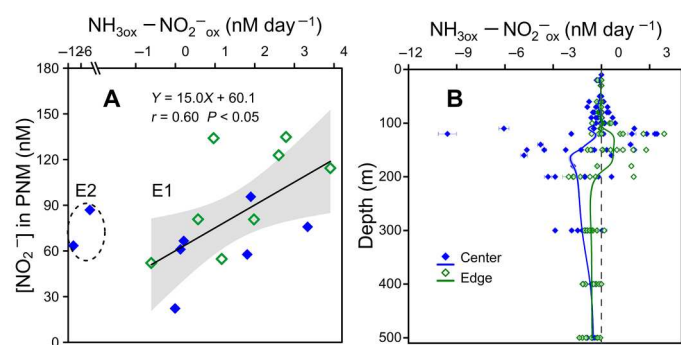 NH3ox — NO2−ox (nM day −1)
−126 −1 0 1 2 3 4
A
Y = 15.0X + 60.1
r = 0.60 P < 0.05
E2 E1
[NO2 −] in PNM (nM)
180
150
120
90
60
30
0
NH3ox — NO2−ox (nM day −1)
−12 −9 −6 −3 0 3
B
Depth (m)
0
100
200
300
400
500
Center
Edge